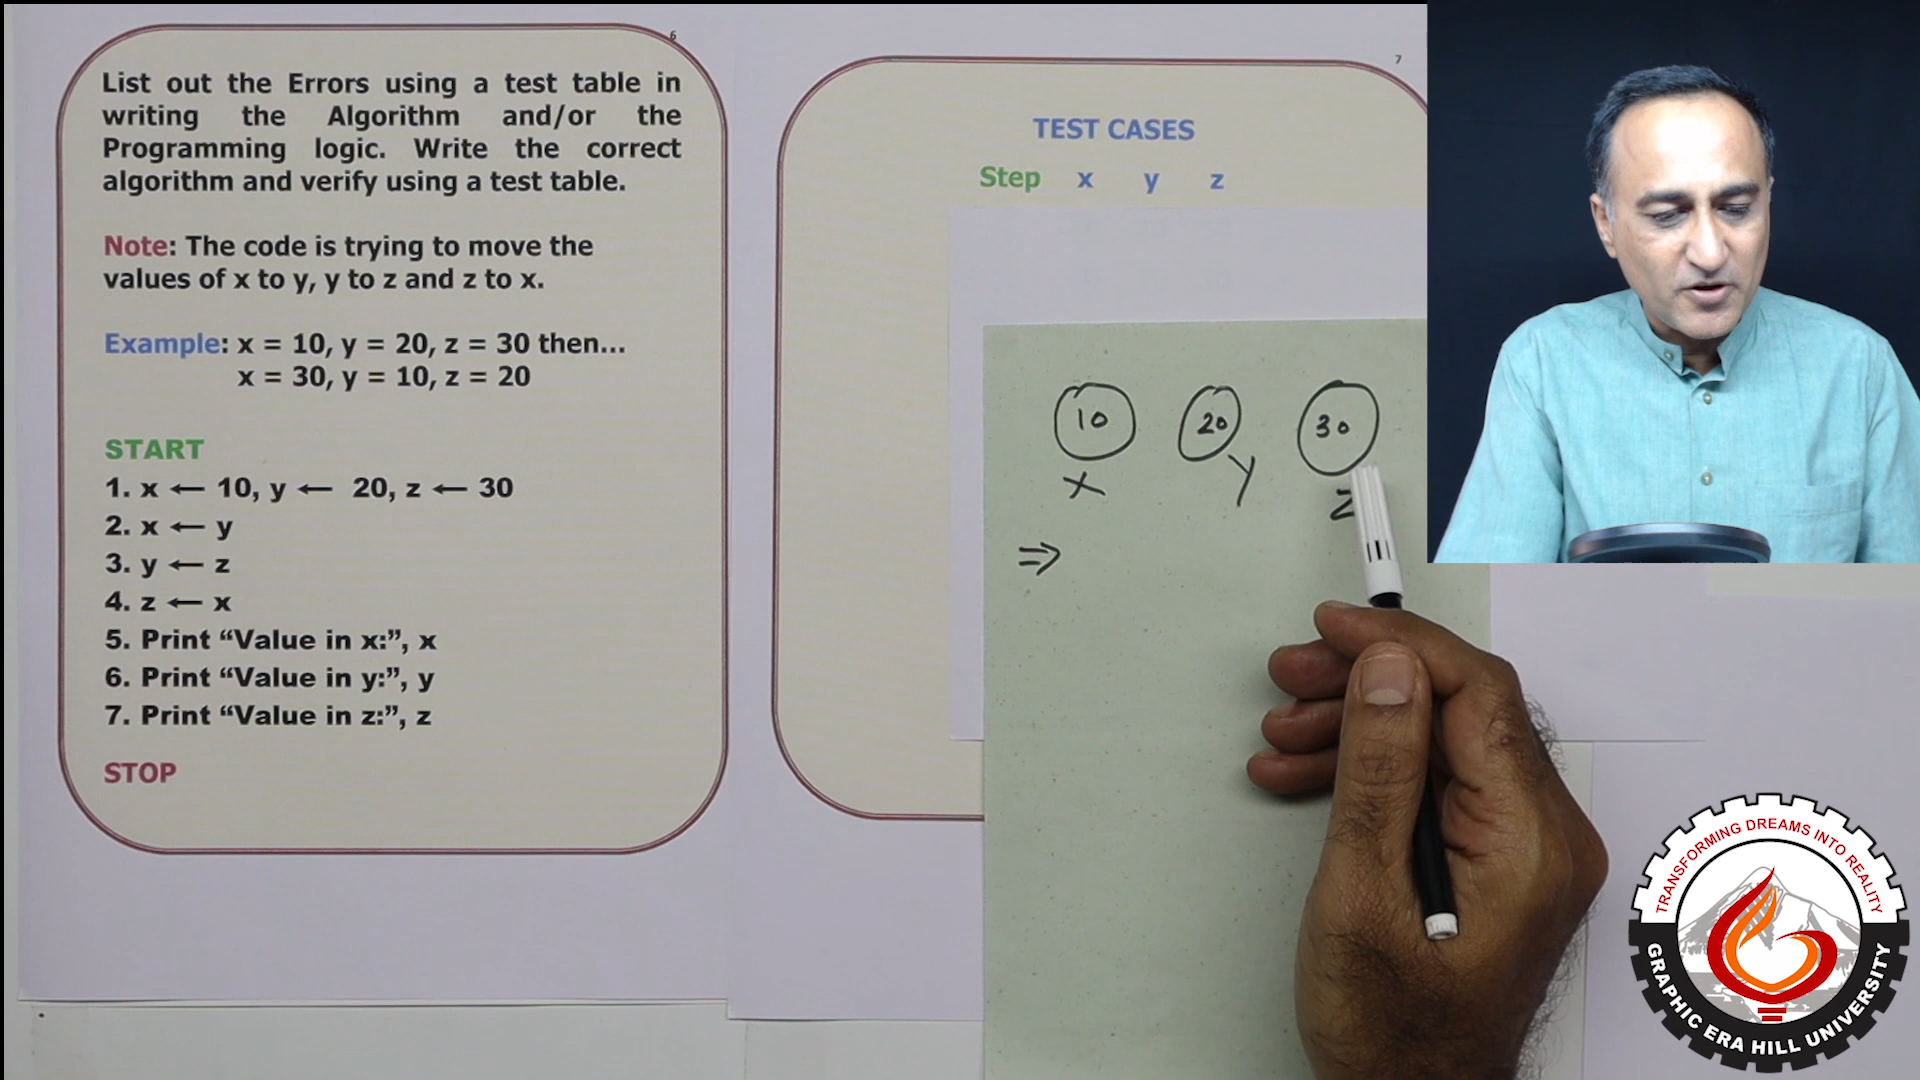 6
List out the Errors using a test table in
writing the Algorithm and/or the
Programming logic. Write the correct
algorithm and verify using a test table.
Note: The code is trying to move the
values of x to y, y to z and z to x.
Example: x = 10, y = 20, z = 30 then...
x = 30, y = 10, z = 20
START
1. x ← 10, y ← 20, z ← 30
2. x ← y
3. y ← z
4. z ← x
5. Print “Value in x:”, x
6. Print “Value in y:”, y
7. Print “Value in z:”, z
STOP
7
TEST CASES
Step x y z
10 20 30
x y z
⇒
TRANSFORMING DREAMS INTO REALITY
GRAPHIC ERA HILL UNIVERSITY